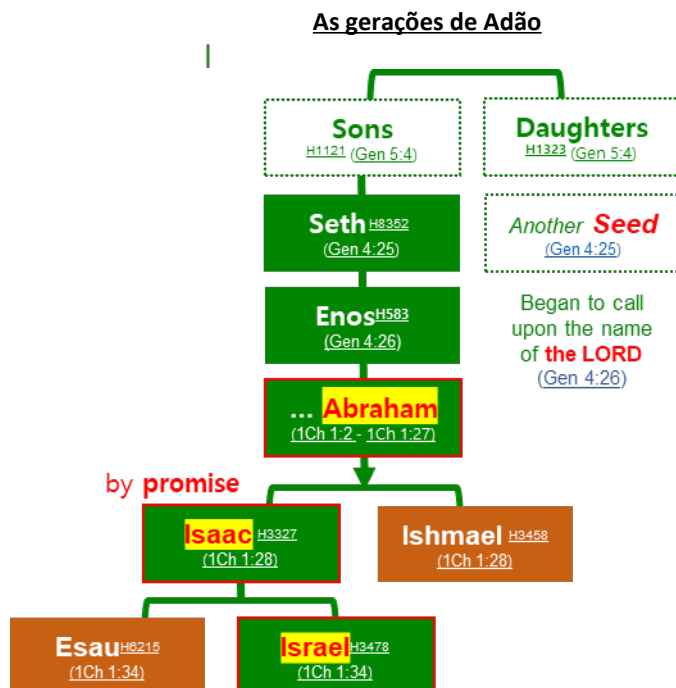 As gerações de Adão
Sons
H1121 (Gen 5:4)
Daughters
H1323 (Gen 5:4)
Seth H8352
(Gen 4:25)
Another Seed
(Gen 4:25)
Enos H583
(Gen 4:26)
Began to call
upon the name
of the LORD
(Gen 4:26)
... Abraham
(1Ch 1:2 - 1Ch 1:27)
by promise
Isaac H3327
(1Ch 1:28)
Ishmael H3458
(1Ch 1:28)
Esau H6215
(1Ch 1:34)
Israel H3478
(1Ch 1:34)